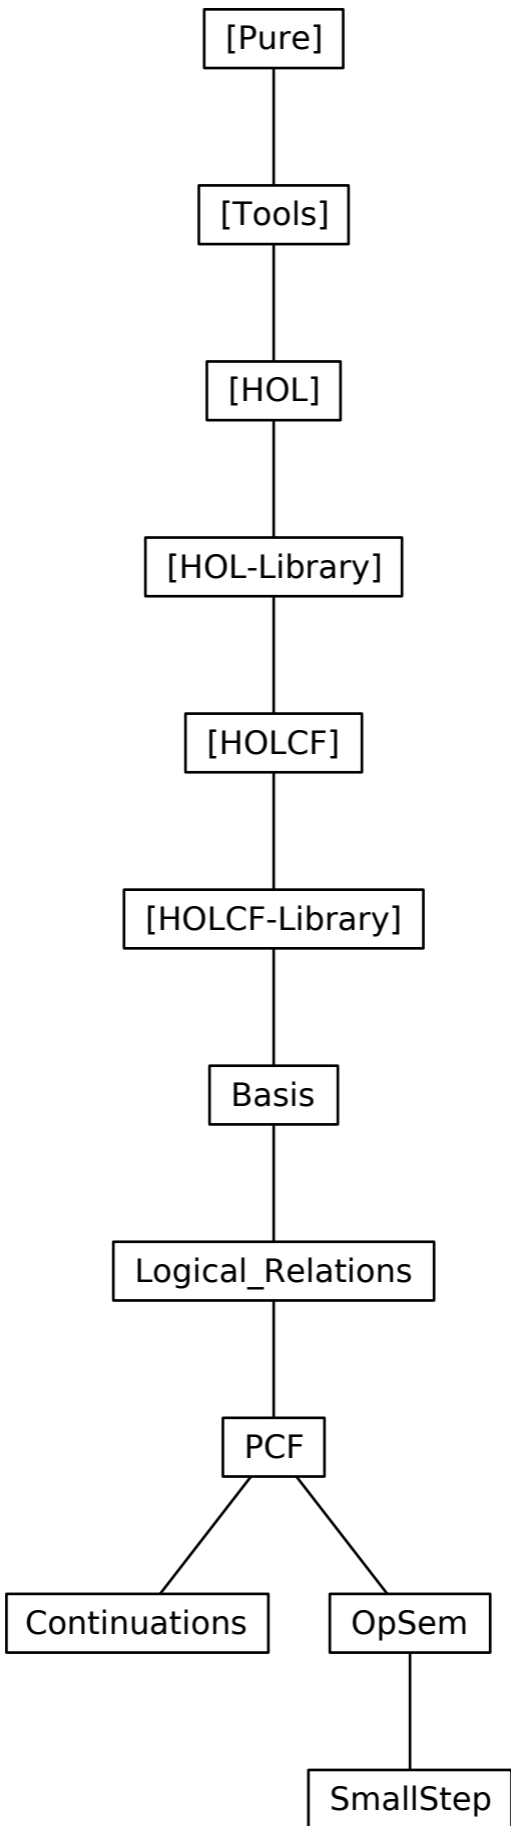 [Pure]
[Tools]
[HOL]
[HOL-Library]
[HOLCF]
[HOLCF-Library]
Basis
Logical_Relations
PCF
Continuations
OpSem
SmallStep